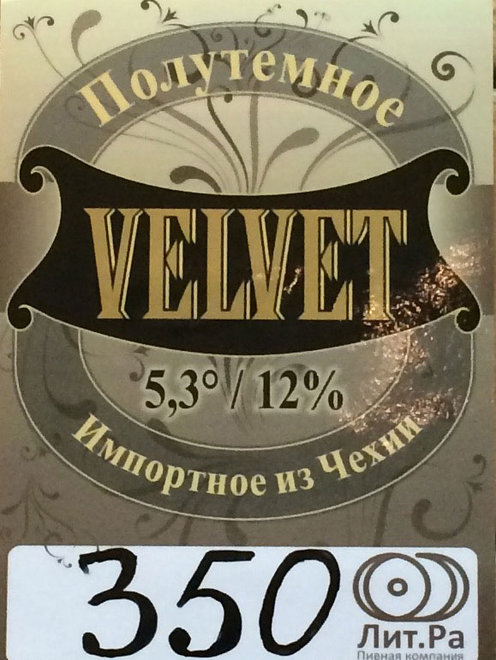 Полутемное
VELVET
5,3° / 12%
Импортное из Чехии
350
Лит.Ра
Пивная компания